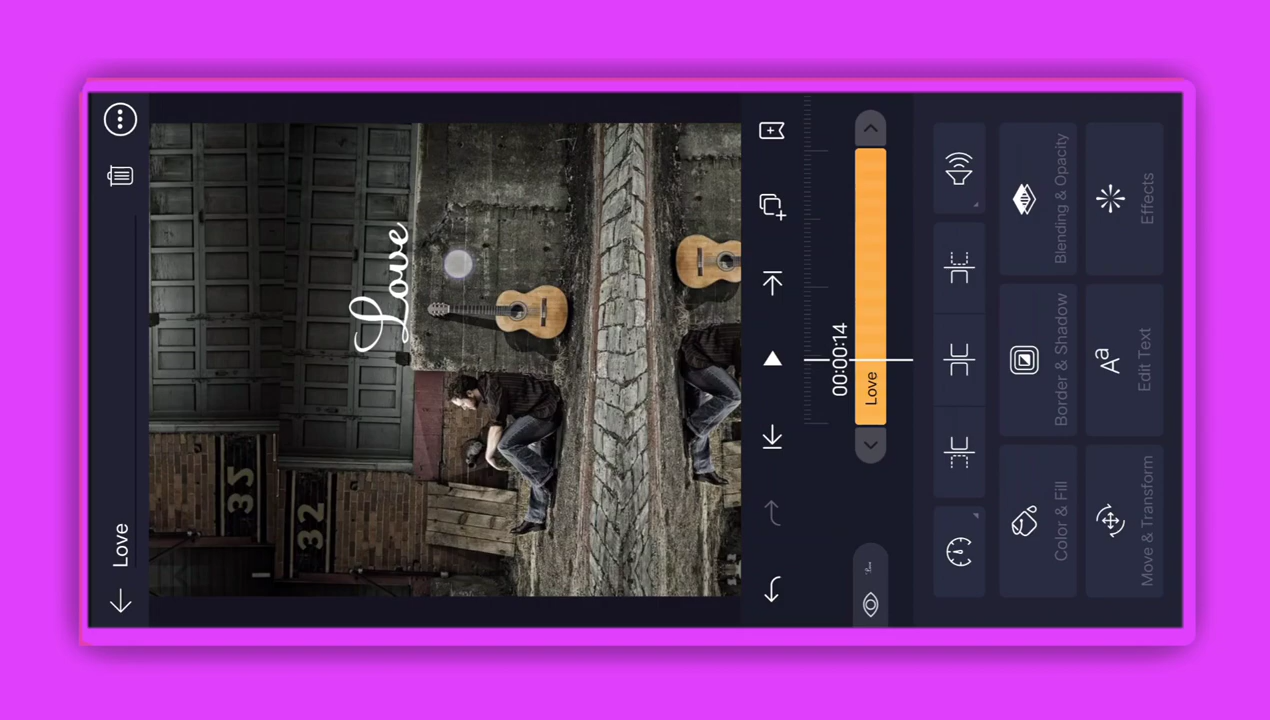 Love
Love
35
32
00:00:14
Love
Love
Move & Transform
Edit Text
Effects
Color & Fill
Border & Shadow
Blending & Opacity